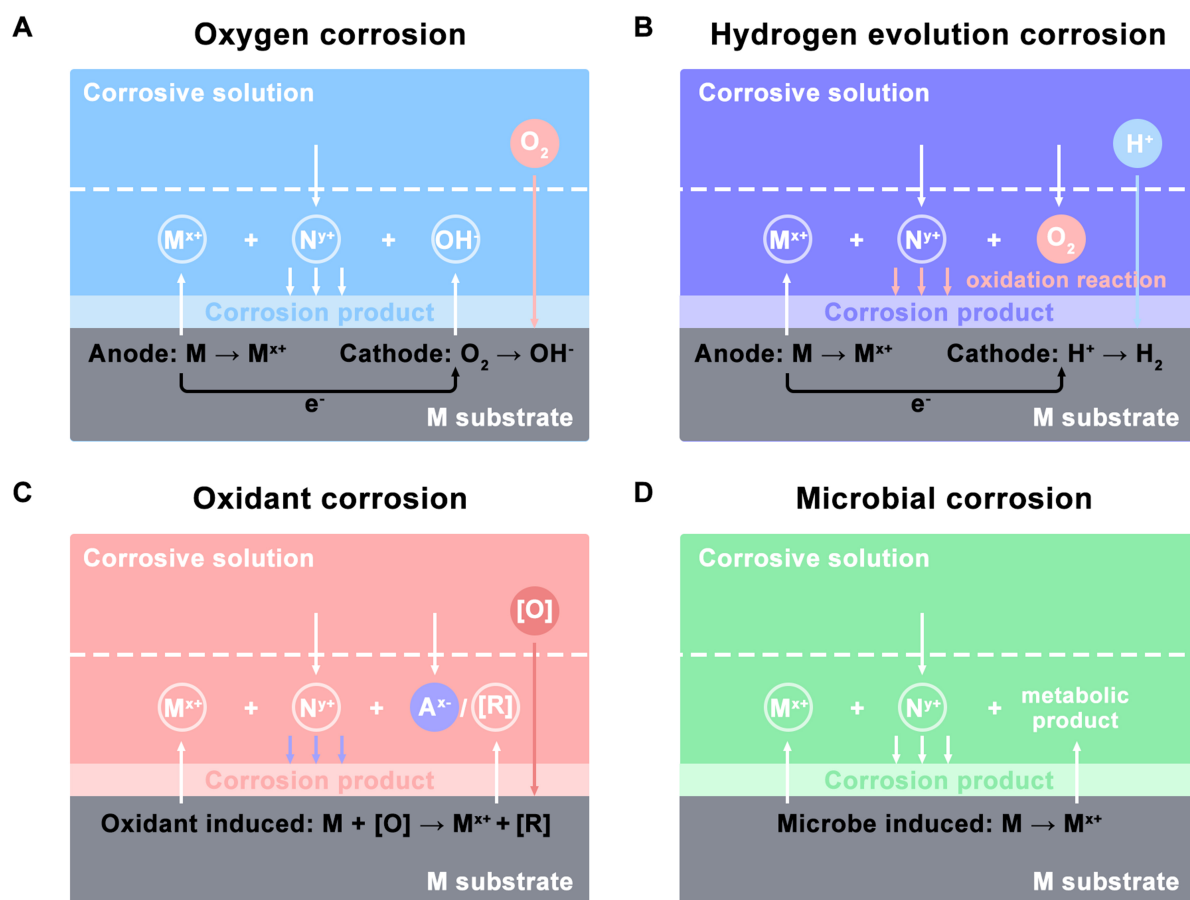 A
Oxygen corrosion
Corrosive solution
O₂
Mˣ⁺ + Nʸ⁺ + OH⁻
Corrosion product
Anode: M → Mˣ⁺
Cathode: O₂ → OH⁻
e⁻
M substrate
B
Hydrogen evolution corrosion
Corrosive solution
H⁺
Mˣ⁺ + Nʸ⁺ + O₂
oxidation reaction
Corrosion product
Anode: M → Mˣ⁺
Cathode: H⁺ → H₂
e⁻
M substrate
C
Oxidant corrosion
Corrosive solution
[O]
Mˣ⁺ + Nʸ⁺ + Aˣ⁻/[R]
Corrosion product
Oxidant induced: M + [O] → Mˣ⁺ + [R]
M substrate
D
Microbial corrosion
Corrosive solution
Mˣ⁺ + Nʸ⁺ + metabolic
product
Corrosion product
Microbe induced: M → Mˣ⁺
M substrate